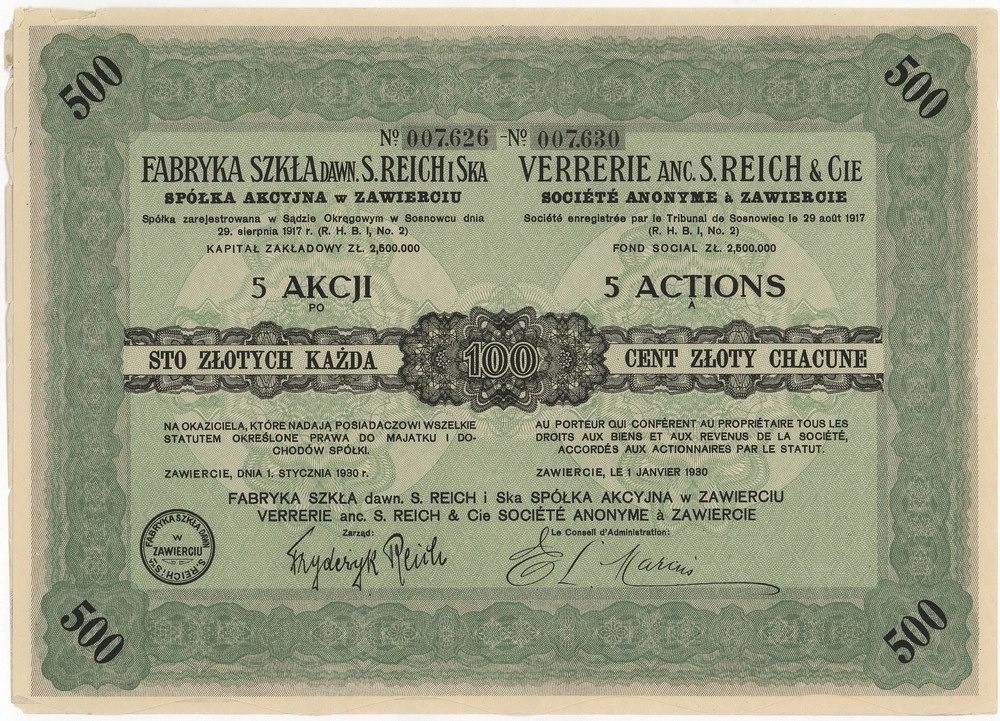 500
500
Nº 007.626 - Nº 007.630
FABRYKA SZKŁA DAWN. S. REICH i SKA
SPÓŁKA AKCYJNA w ZAWIERCIU
Spółka zarejestrowana w Sądzie Okręgowym w Sosnowcu dnia
29. sierpnia 1917 r. (R. H. B. I, No. 2)
KAPITAŁ ZAKŁADOWY ZŁ. 2,500.000
5 AKCJI
PO
STO ZŁOTYCH KAŻDA
VERRERIE ANC. S. REICH & CIE
SOCIÉTÉ ANONYME à ZAWIERCIE
Société enregistrée par le Tribunal de Sosnowiec le 29 août 1917
(R. H. B. I, No. 2)
FOND SOCIAL ZŁ. 2,500.000
5 ACTIONS
À
CENT ZŁOTY CHACUNE
100
NA OKAZICIELA, KTÓRE NADAJĄ POSIADACZOWI WSZELKIE
STATUTEM OKREŚLONE PRAWA DO MAJATKU I DO-
CHODÓW SPÓŁKI.
ZAWIERCIE, DNIA 1. STYCZNIA 1930 r.
AU PORTEUR QUI CONFÈRENT AU PROPRIÉTAIRE TOUS LES
DROITS AUX BIENS ET AUX REVENUS DE LA SOCIÉTÉ,
ACCORDÉS AUX ACTIONNAIRES PAR LE STATUT.
ZAWIERCIE, LE 1 JANVIER 1930
FABRYKA SZKŁA dawn. S. REICH i Ska SPÓŁKA AKCYJNA w ZAWIERCIU
VERRERIE anc. S. REICH & Cie SOCIÉTÉ ANONYME à ZAWIERCIE
Zarząd:
Le Conseil d'Administration:
Fryderyk Reich
E L Marius
FABRYKA SZKŁA DAWN
S. REICH i SKA
w
ZAWIERCIU
500
500